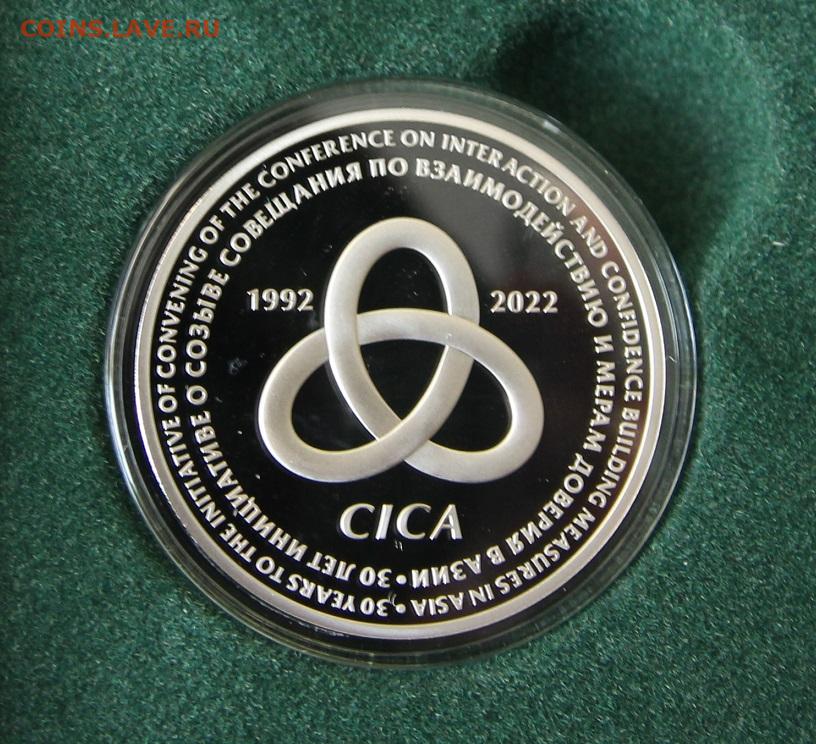 COINS.LAVE.RU
30 YEARS TO THE INITIATIVE OF CONVENING OF THE CONFERENCE ON INTERACTION AND CONFIDENCE BUILDING MEASURES IN ASIA •
30 ЛЕТ ИНИЦИАТИВЕ О СОЗЫВЕ СОВЕЩАНИЯ ПО ВЗАИМОДЕЙСТВИЮ И МЕРАМ ДОВЕРИЯ В АЗИИ •
1992 2022
CICA